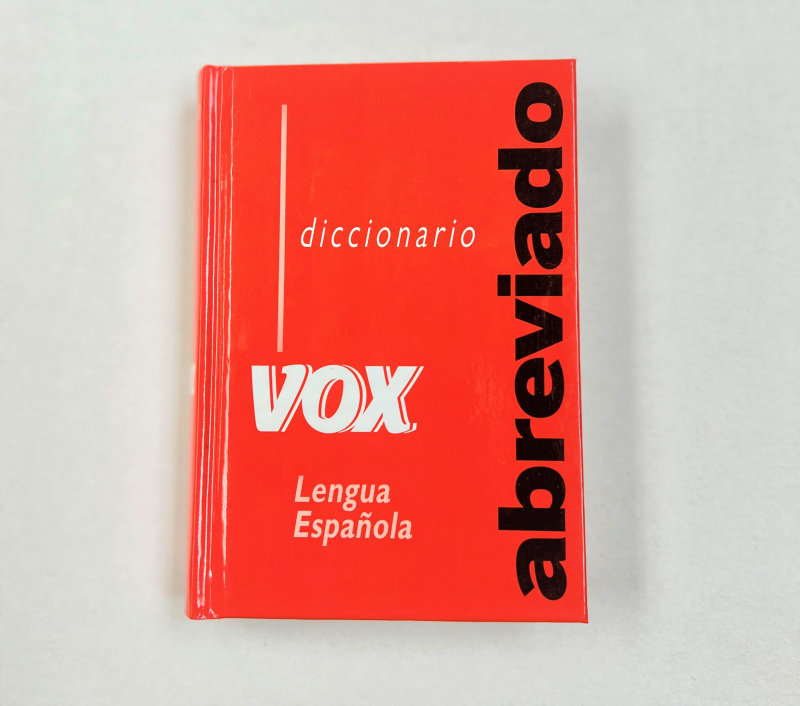 diccionario
VOX
Lengua
Española
abreviado